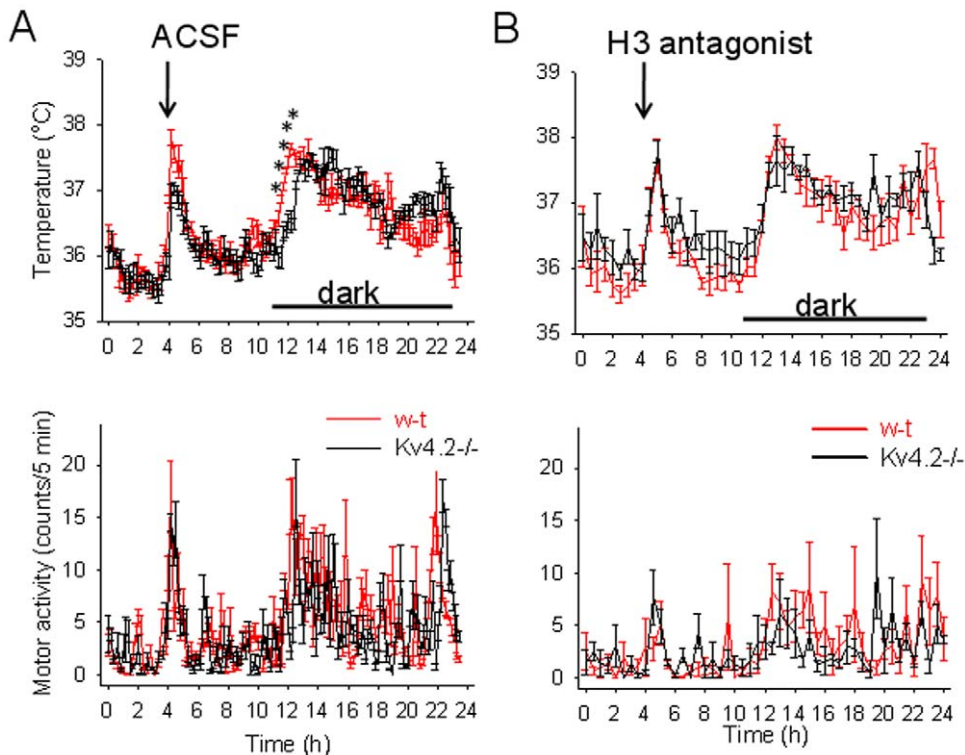 A
ACSF
Temperature (°C)
39
38
37
36
35
****
dark
0 2 4 6 8 10 12 14 16 18 20 22 24
B
H3 antagonist
39
38
37
36
35
dark
0 2 4 6 8 10 12 14 16 18 20 22 24
Motor activity (counts/5 min)
20
15
10
5
0
w-t
Kv4.2-/-
0 2 4 6 8 10 12 14 16 18 20 22 24
Time (h)
20
15
10
5
0
w-t
Kv4.2-/-
0 2 4 6 8 10 12 14 16 18 20 22 24
Time (h)